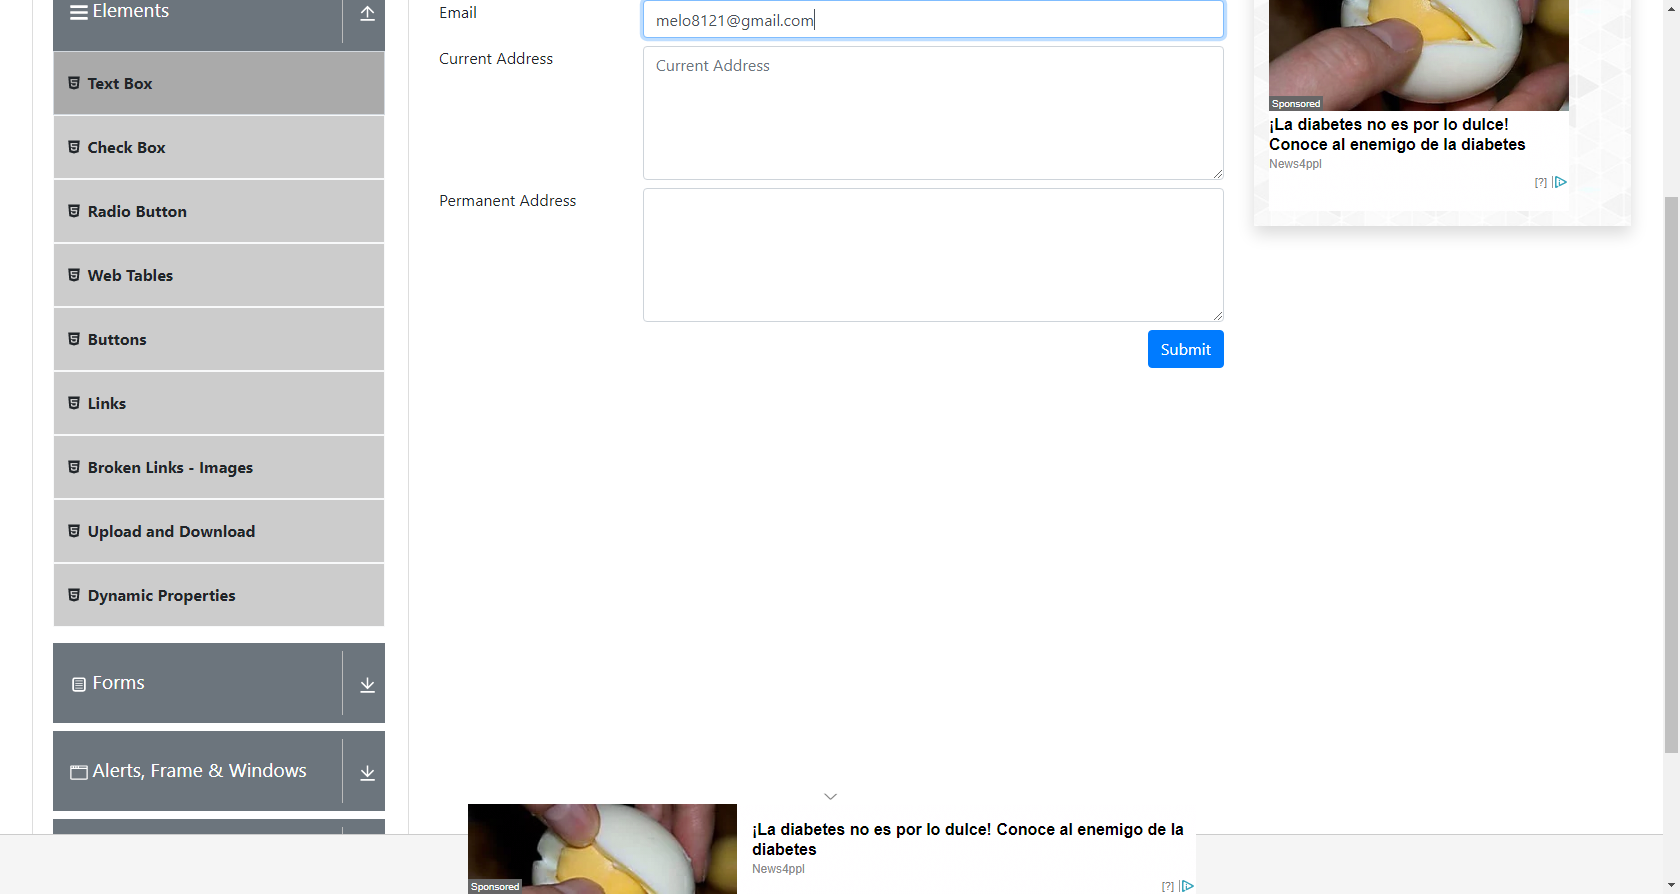 Elements
Text Box
Check Box
Radio Button
Web Tables
Buttons
Links
Broken Links - Images
Upload and Download
Dynamic Properties
Forms
Alerts, Frame & Windows
Email
melo8121@gmail.com
Current Address
Current Address
Permanent Address
Submit
Sponsored
¡La diabetes no es por lo dulce!
Conoce al enemigo de la diabetes
News4ppl
[?]
Sponsored
¡La diabetes no es por lo dulce! Conoce al enemigo de la
diabetes
News4ppl
[?]